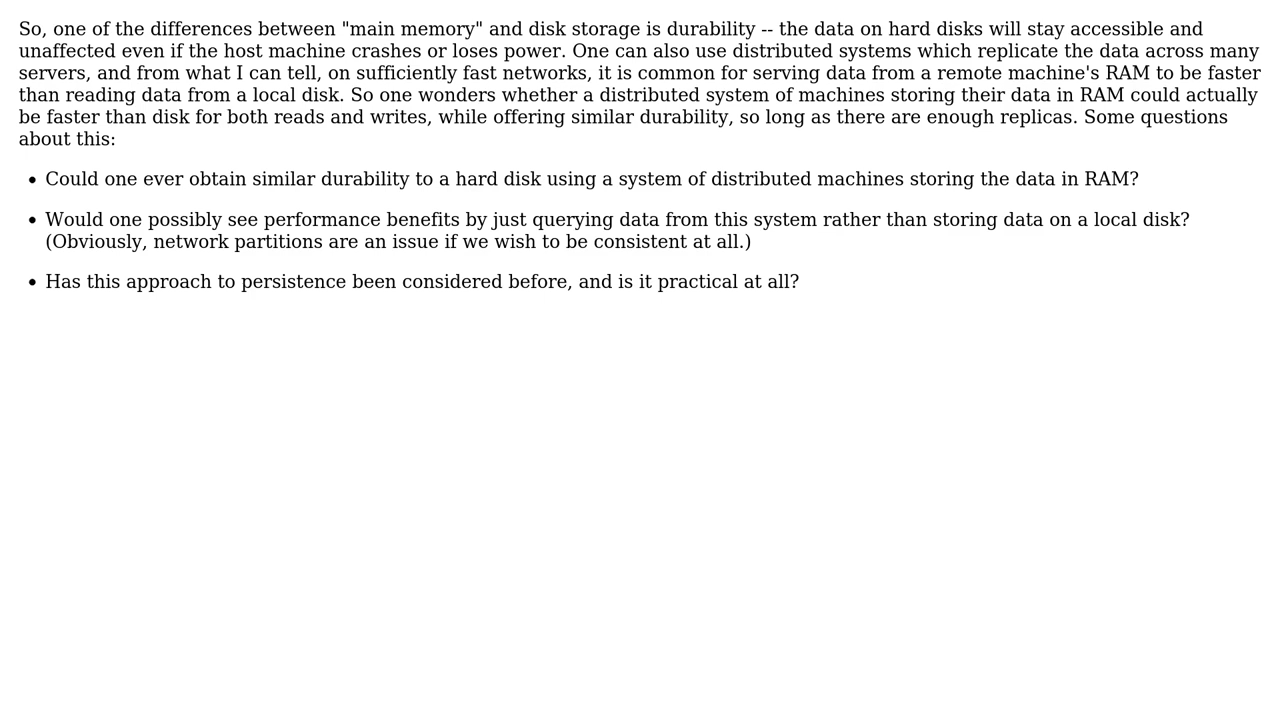 So, one of the differences between "main memory" and disk storage is durability -- the data on hard disks will stay accessible and
unaffected even if the host machine crashes or loses power. One can also use distributed systems which replicate the data across many
servers, and from what I can tell, on sufficiently fast networks, it is common for serving data from a remote machine's RAM to be faster
than reading data from a local disk. So one wonders whether a distributed system of machines storing their data in RAM could actually
be faster than disk for both reads and writes, while offering similar durability, so long as there are enough replicas. Some questions
about this:
• Could one ever obtain similar durability to a hard disk using a system of distributed machines storing the data in RAM?
• Would one possibly see performance benefits by just querying data from this system rather than storing data on a local disk?
(Obviously, network partitions are an issue if we wish to be consistent at all.)
• Has this approach to persistence been considered before, and is it practical at all?